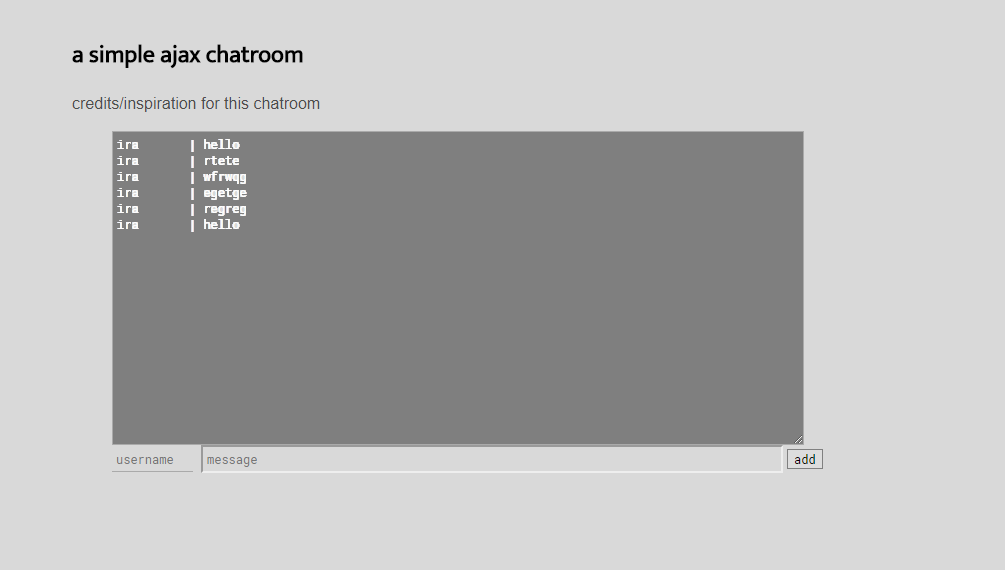 a simple ajax chatroom
credits/inspiration for this chatroom
ira | hello
ira | rtete
ira | wfrwqg
ira | egetge
ira | regreg
ira | hello
username message add